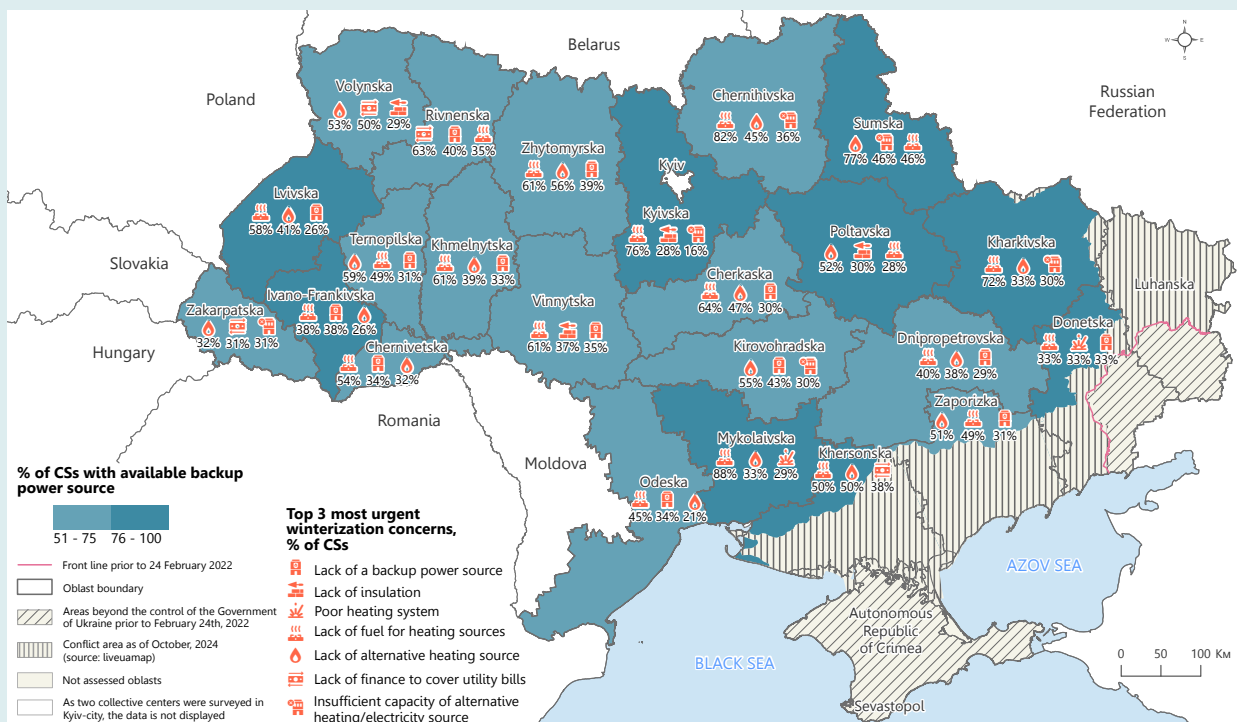 Belarus
N
W
E
S
Poland
Russian
Federation
Volynska
53% 50% 29%
Rivnenska
63% 40% 35%
Zhytomyrska
61% 56% 39%
Chernihivska
82% 45% 36%
Sumska
77% 46% 46%
Kyiv
Kyivska
76% 28% 16%
Lvivska
58% 41% 26%
Ternopilska
59% 49% 31%
Khmelnytska
61% 39% 33%
Poltavska
52% 30% 28%
Kharkivska
72% 33% 30%
Luhanska
Slovakia
Cherkaska
64% 47% 30%
Zakarpatska
32% 31% 31%
Ivano-Frankivska
38% 38% 26%
Vinnytska
61% 37% 35%
Chernivetska
54% 34% 32%
Kirovohradska
55% 43% 30%
Dnipropetrovska
40% 38% 29%
Donetska
33% 33% 33%
Hungary
Romania
Zaporizka
51% 49% 31%
Moldova
Mykolaivska
88% 33% 29%
Khersonska
50% 50% 38%
Odeska
45% 34% 21%
AZOV SEA
BLACK SEA
Autonomous
Republic
of Crimea
Sevastopol
0 50 100 Км
% of CSs with available backup
power source
51 - 75 76 - 100
Front line prior to 24 February 2022
Oblast boundary
Areas beyond the control of the Government
of Ukraine prior to February 24th, 2022
Conflict area as of October, 2024
(source: liveuamap)
Not assessed oblasts
As two collective centers were surveyed in
Kyiv-city, the data is not displayed
Top 3 most urgent
winterization concerns,
% of CSs
Lack of a backup power source
Lack of insulation
Poor heating system
Lack of fuel for heating sources
Lack of alternative heating source
Lack of finance to cover utility bills
Insufficient capacity of alternative
heating/electricity source